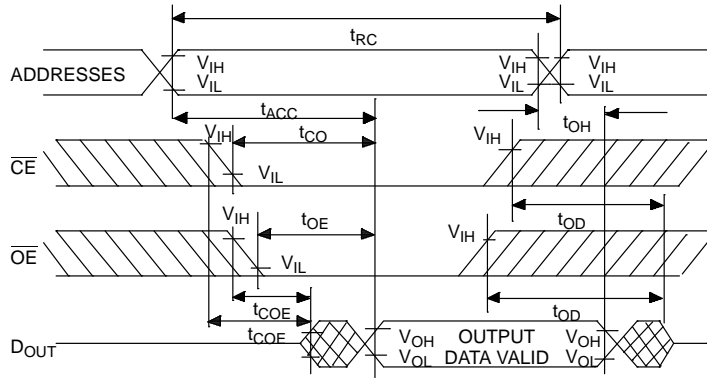 tRC
ADDRESSES
VIH
VIL
VIH
VIL
VIH
VIL
tACC
tOH
CE
VIH
tCO
VIL
VIH
tOD
OE
VIH
tOE
VIL
VIH
tOD
tCOE
tCOE
DOUT
VOH
VOL
OUTPUT
DATA VALID
VOH
VOL